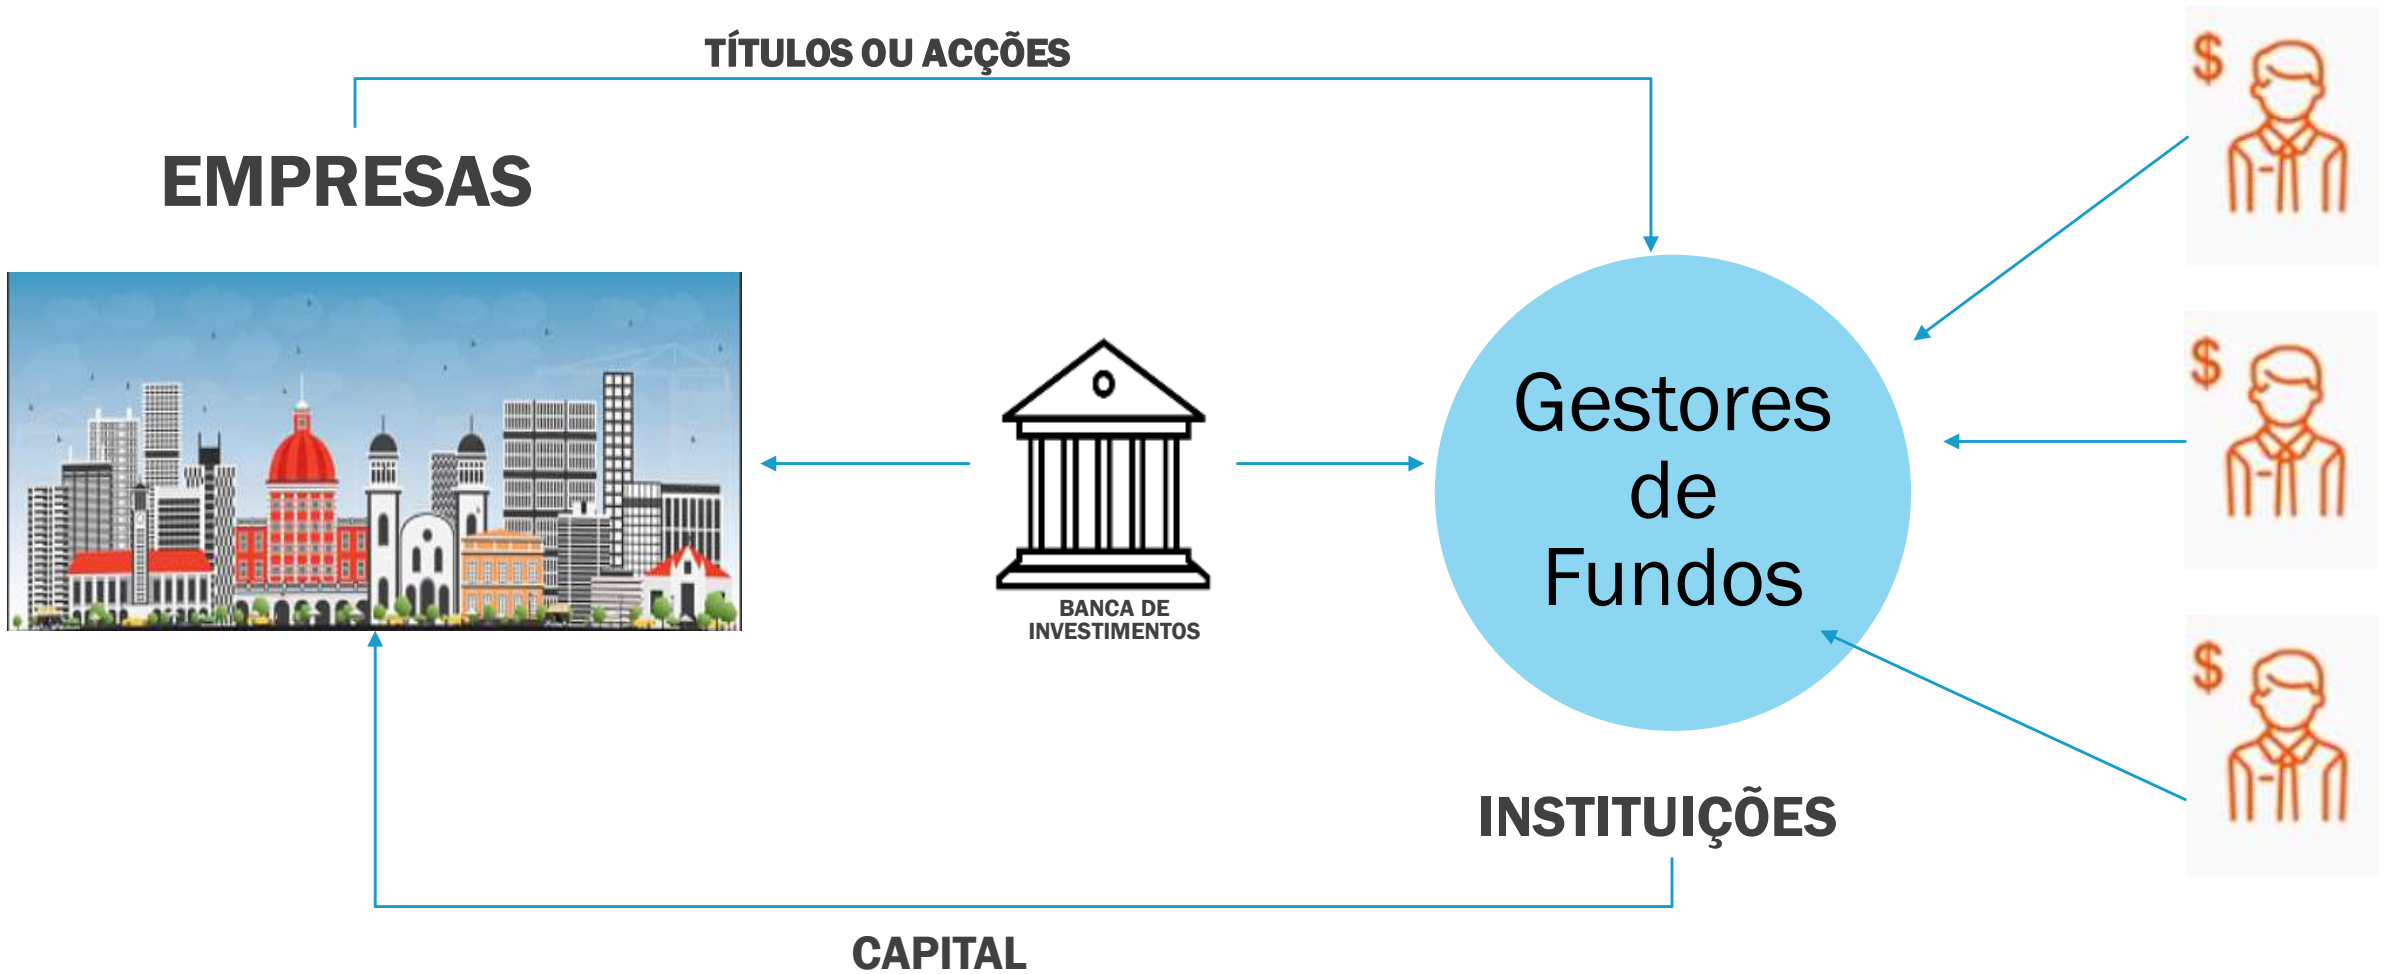 TÍTULOS OU ACÇÕES
EMPRESAS
$
$
$
Gestores
de
Fundos
BANCA DE
INVESTIMENTOS
INSTITUIÇÕES
CAPITAL